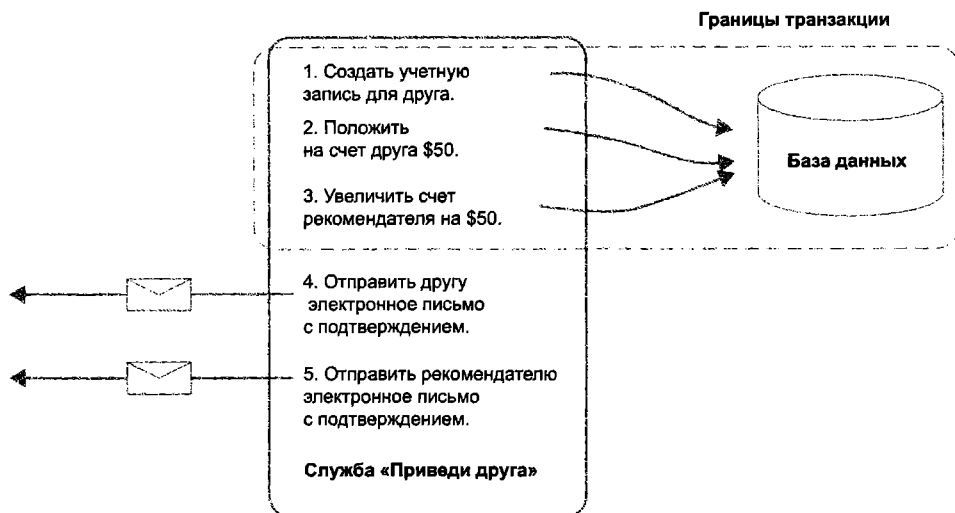 Границы транзакции
1. Создать учетную
запись для друга.
2. Положить
на счет друга $50.
База данных
3. Увеличить счет
рекомендателя на $50.
4. Отправить другу
электронное письмо
с подтверждением.
5. Отправить рекомендателю
электронное письмо
с подтверждением.
Служба «Приведи друга»